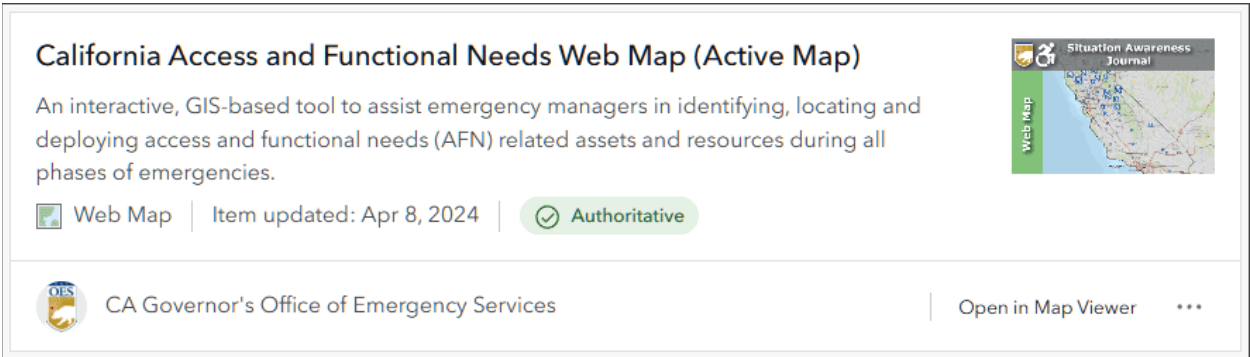 California Access and Functional Needs Web Map (Active Map)
An interactive, GIS-based tool to assist emergency managers in identifying, locating and
deploying access and functional needs (AFN) related assets and resources during all
phases of emergencies.
Web Map
Item updated: Apr 8, 2024
Authoritative
Situation Awareness
Journal
Web Map
OES
CA Governor's Office of Emergency Services
Open in Map Viewer